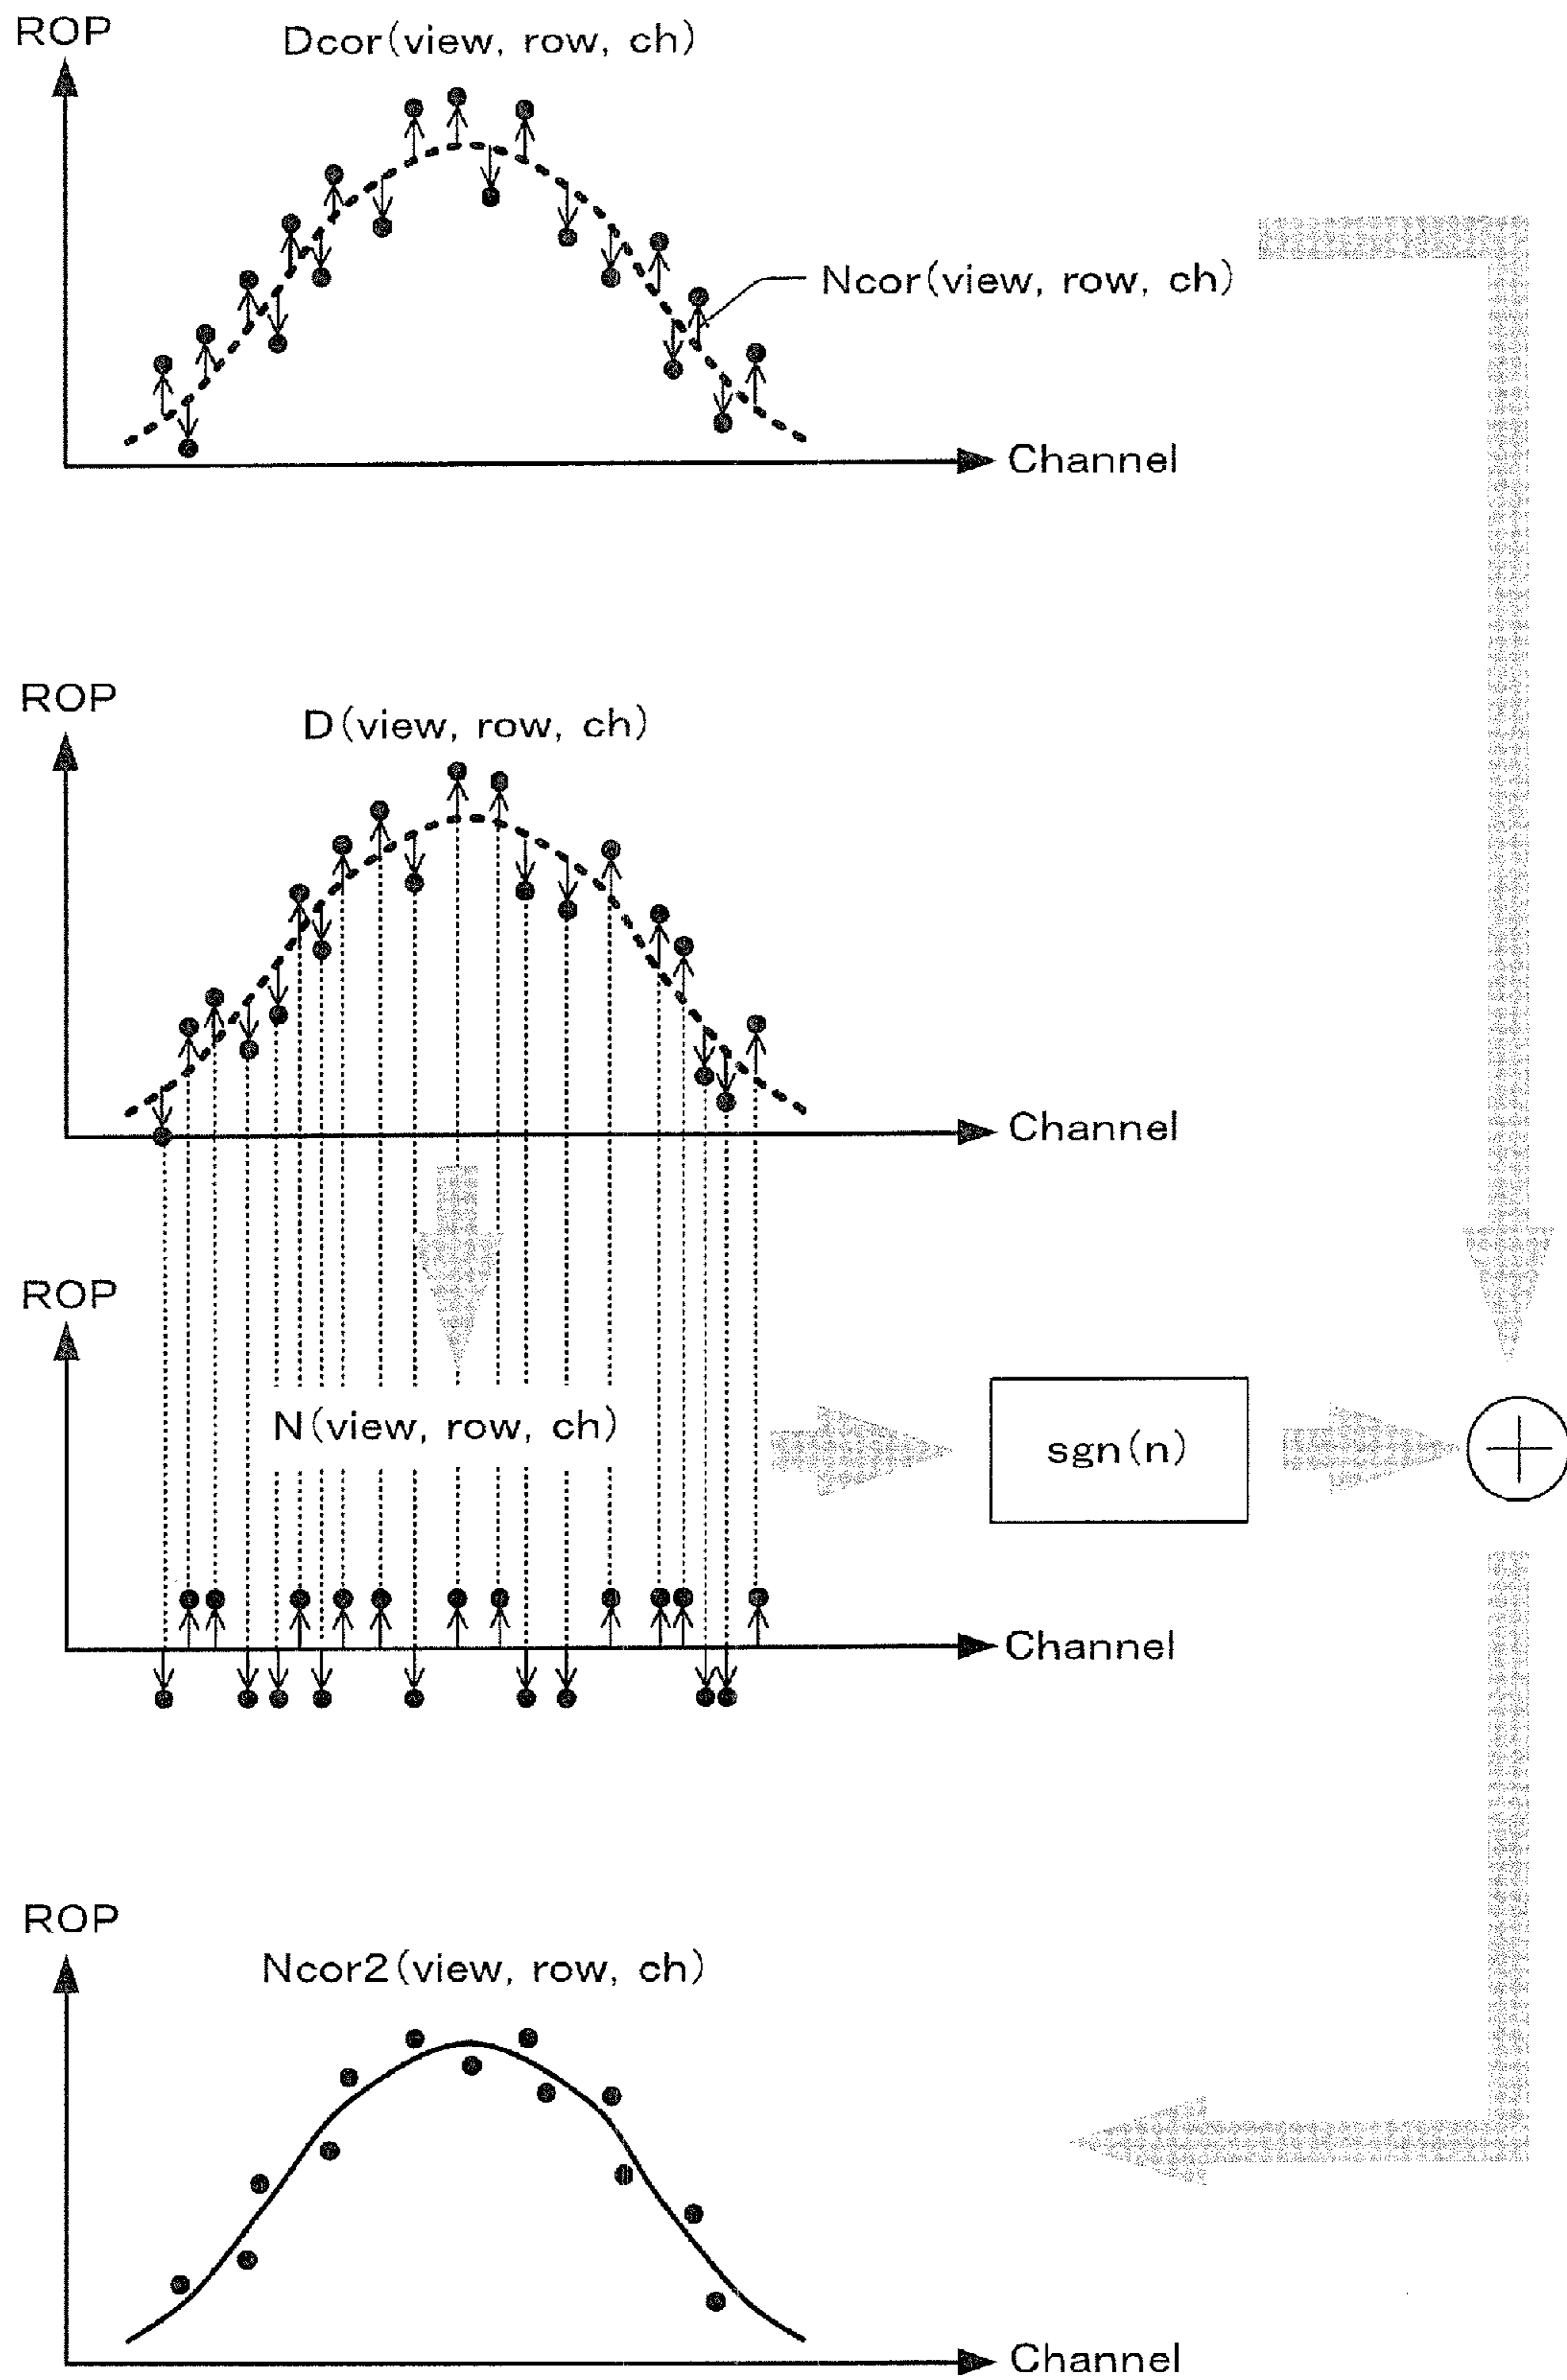 ROP
Dcor(view, row, ch)
Ncor(view, row, ch)
Channel
ROP
D(view, row, ch)
Channel
ROP
N(view, row, ch)
sgn(n)
Channel
ROP
Ncor2(view, row, ch)
Channel